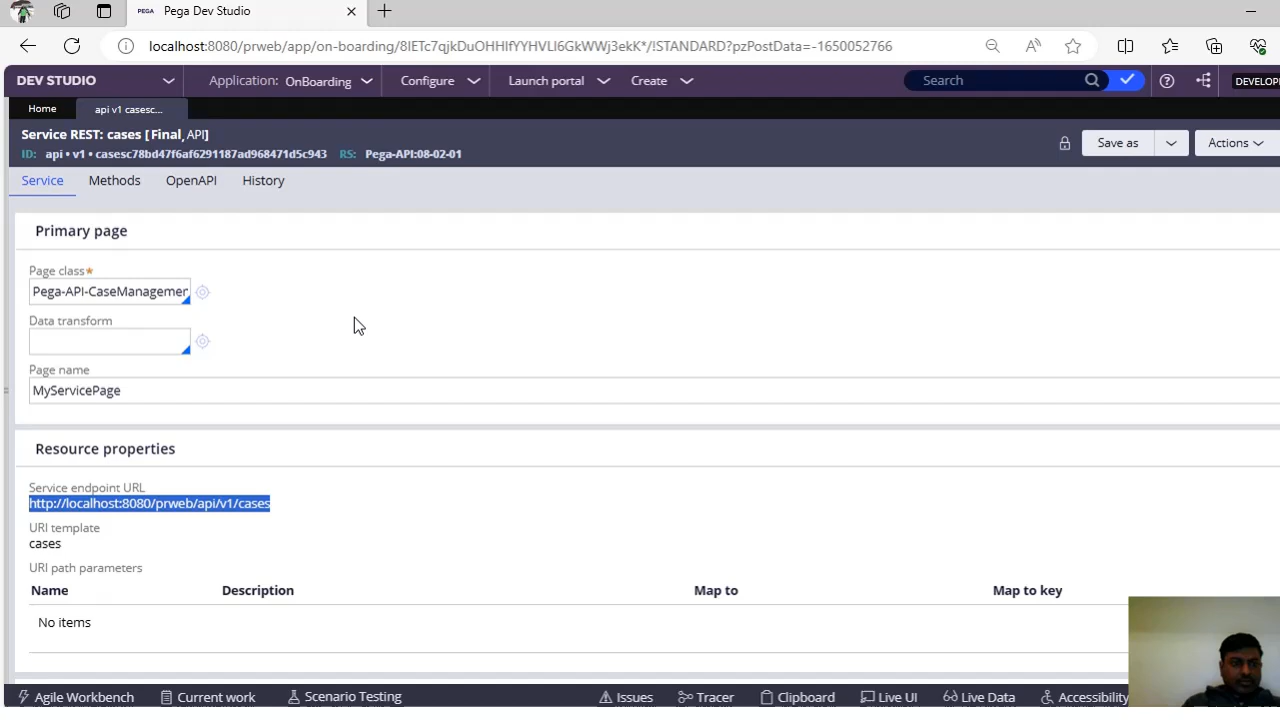 PEGA Pega Dev Studio
localhost:8080/prweb/app/on-boarding/8IETc7qjkDuOHHIfYYHVLI6GkWWj3ekK*/!STANDARD?pzPostData=-1650052766
DEV STUDIO Application: OnBoarding Configure Launch portal Create Search DEVELOP
Home api v1 casesc...
Service REST: cases [Final, API]
ID: api • v1 • casesc78bd47f6af6291187ad968471d5c943 RS: Pega-API:08-02-01
Save as Actions
Service Methods OpenAPI History
Primary page
Page class*
Pega-API-CaseManagemer
Data transform
Page name
MyServicePage
Resource properties
Service endpoint URL
http://localhost:8080/prweb/api/v1/cases
URI template
cases
URI path parameters
Name Description Map to Map to key
No items
Agile Workbench Current work Scenario Testing Issues Tracer Clipboard Live UI Live Data Accessibility